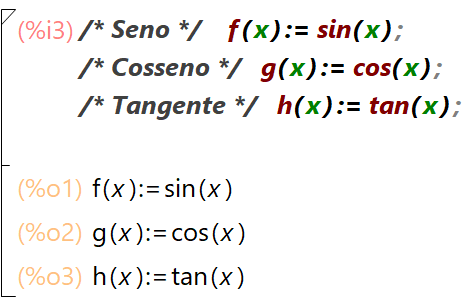 (%i3) /* Seno */ f(x):= sin(x);
/* Cosseno */ g(x):= cos(x);
/* Tangente */ h(x):= tan(x);
(%o1) f(x):=sin(x)
(%o2) g(x):=cos(x)
(%o3) h(x):=tan(x)